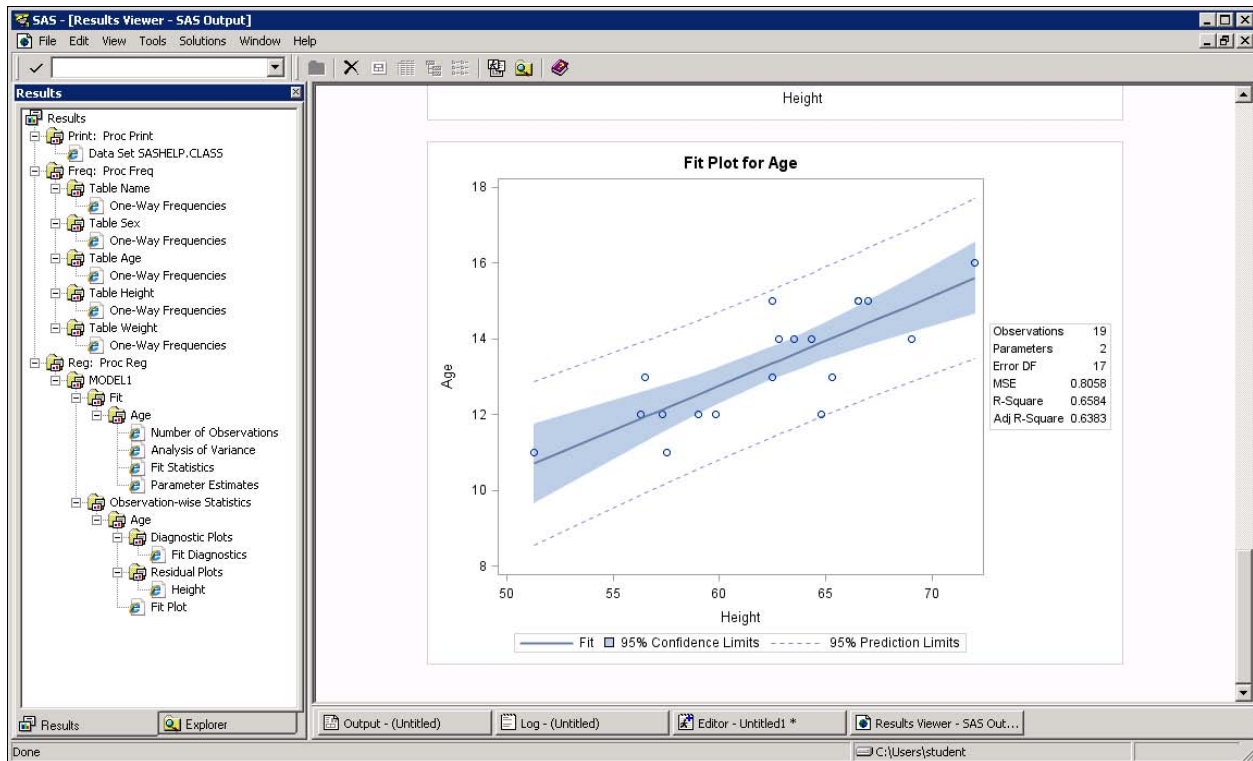 SAS - [Results Viewer - SAS Output]
File Edit View Tools Solutions Window Help
Results
Results
Print: Proc Print
Data Set SASHELP.CLASS
Freq: Proc Freq
Table Name
One-Way Frequencies
Table Sex
One-Way Frequencies
Table Age
One-Way Frequencies
Table Height
One-Way Frequencies
Table Weight
One-Way Frequencies
Reg: Proc Reg
MODEL1
Fit
Age
Number of Observations
Analysis of Variance
Fit Statistics
Parameter Estimates
Observation-wise Statistics
Age
Diagnostic Plots
Fit Diagnostics
Residual Plots
Height
Fit Plot
Results Explorer
Height
Fit Plot for Age
18
16
14
12
10
8
Age
50 55 60 65 70
Height
Fit 95% Confidence Limits 95% Prediction Limits
Observations 19
Parameters 2
Error DF 17
MSE 0.8058
R-Square 0.6584
Adj R-Square 0.6383
Output - (Untitled) Log - (Untitled) Editor - Untitled1 * Results Viewer - SAS Out...
Done C:\Users\student